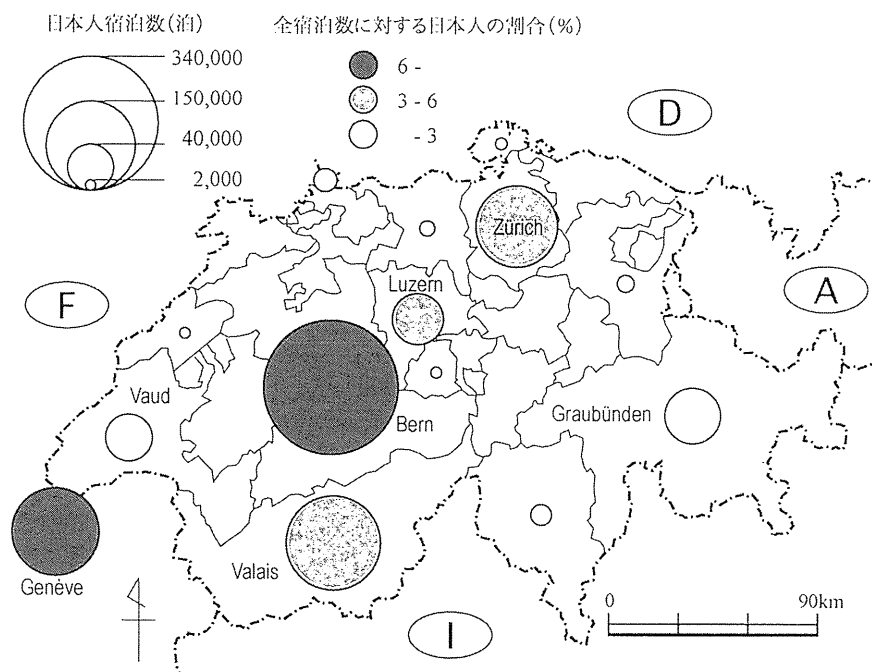 日本人宿泊数(泊)
340,000
150,000
40,000
2,000
全宿泊数に対する日本人の割合(%)
6 -
3 - 6
- 3
D
Zürich
F
Luzern
A
Vaud
Bern
Graubünden
Genève
Valais
I
0 90km